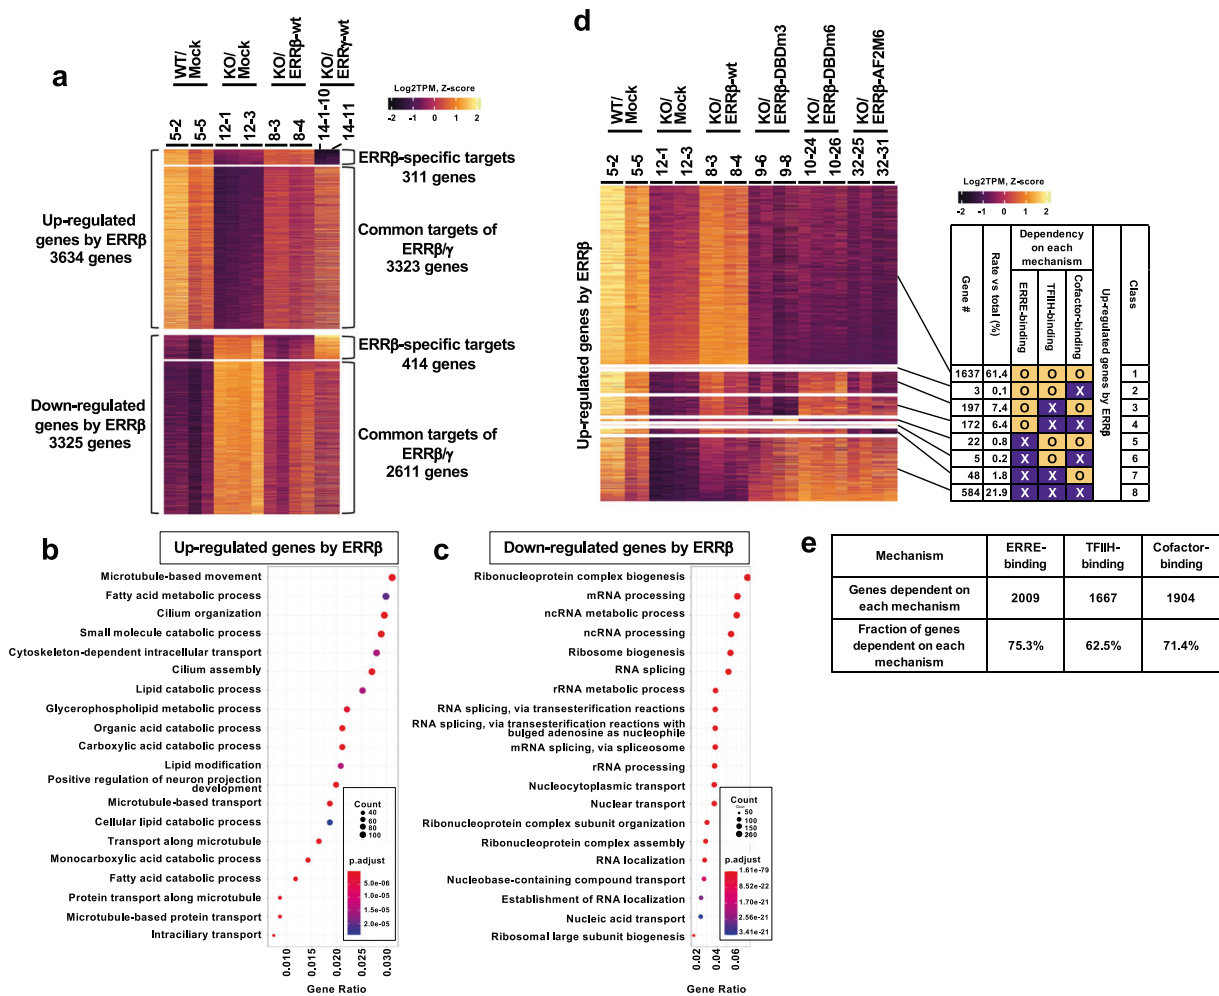 a
WT/
Mock
KO/
Mock
KO/
ERRβ-wt
KO/
ERRγ-wt
5-2
5-5
12-1
12-3
8-3
8-4
14-1-10
14-11
Log2TPM, Z-score
-2 -1 0 1 2
Up-regulated
genes by ERRβ
3634 genes
ERRβ-specific targets
311 genes
Common targets of
ERRβ/γ
3323 genes
Down-regulated
genes by ERRβ
3325 genes
ERRβ-specific targets
414 genes
Common targets of
ERRβ/γ
2611 genes
d
WT/
Mock
KO/
Mock
KO/
ERRβ-wt
KO/
ERRβ-DBDm3
KO/
ERRβ-DBDm6
KO/
ERRβ-AF2M6
5-2
5-5
12-1
12-3
8-3
8-4
9-6
9-8
10-24
10-26
32-25
32-31
Up-regulated genes by ERRβ
Log2TPM, Z-score
-2 -1 0 1 2
Gene #
Rate vs total (%)
Dependency
on each
mechanism
ERRE-binding
TFIIH-binding
Cofactor-binding
Up-regulated genes by ERRβ
Class
1637 61.4 O O O 1
3 0.1 O O X 2
197 7.4 O X O 3
172 6.4 O X X 4
22 0.8 X O O 5
5 0.2 X O X 6
48 1.8 X X O 7
584 21.9 X X X 8
b
Up-regulated genes by ERRβ
Microtubule-based movement
Fatty acid metabolic process
Cilium organization
Small molecule catabolic process
Cytoskeleton-dependent intracellular transport
Cilium assembly
Lipid catabolic process
Glycerophospholipid metabolic process
Organic acid catabolic process
Carboxylic acid catabolic process
Lipid modification
Positive regulation of neuron projection
development
Microtubule-based transport
Cellular lipid catabolic process
Transport along microtubule
Monocarboxylic acid catabolic process
Fatty acid catabolic process
Protein transport along microtubule
Microtubule-based protein transport
Intraciliary transport
Count
40
60
80
100
p.adjust
5.0e-06
1.0e-05
1.5e-05
2.0e-05
0.010
0.015
0.020
0.025
0.030
Gene Ratio
c
Down-regulated genes by ERRβ
Ribonucleoprotein complex biogenesis
mRNA processing
ncRNA metabolic process
ncRNA processing
Ribosome biogenesis
RNA splicing
rRNA metabolic process
RNA splicing, via transesterification reactions
RNA splicing, via transesterification reactions with
bulged adenosine as nucleophile
mRNA splicing, via spliceosome
rRNA processing
Nucleocytoplasmic transport
Nuclear transport
Ribonucleoprotein complex subunit organization
Ribonucleoprotein complex assembly
RNA localization
Nucleobase-containing compound transport
Establishment of RNA localization
Nucleic acid transport
Ribosomal large subunit biogenesis
Count
50
100
150
200
p.adjust
1.61e-79
8.52e-22
1.70e-21
2.56e-21
3.41e-21
0.02
0.04
0.06
Gene Ratio
e
Mechanism
ERRE-
binding
TFIIH-
binding
Cofactor-
binding
Genes dependent on
each mechanism
2009 1667 1904
Fraction of genes
dependent on each
mechanism
75.3% 62.5% 71.4%